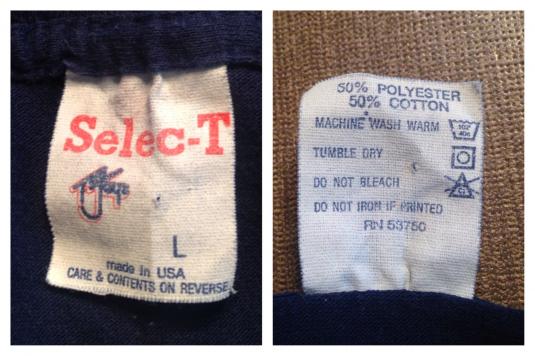 Selec-T
L
made in USA
CARE & CONTENTS ON REVERSE
50% POLYESTER
50% COTTON
MACHINE WASH WARM
TUMBLE DRY
DO NOT BLEACH
DO NOT IRON IF PRINTED
RN 53750